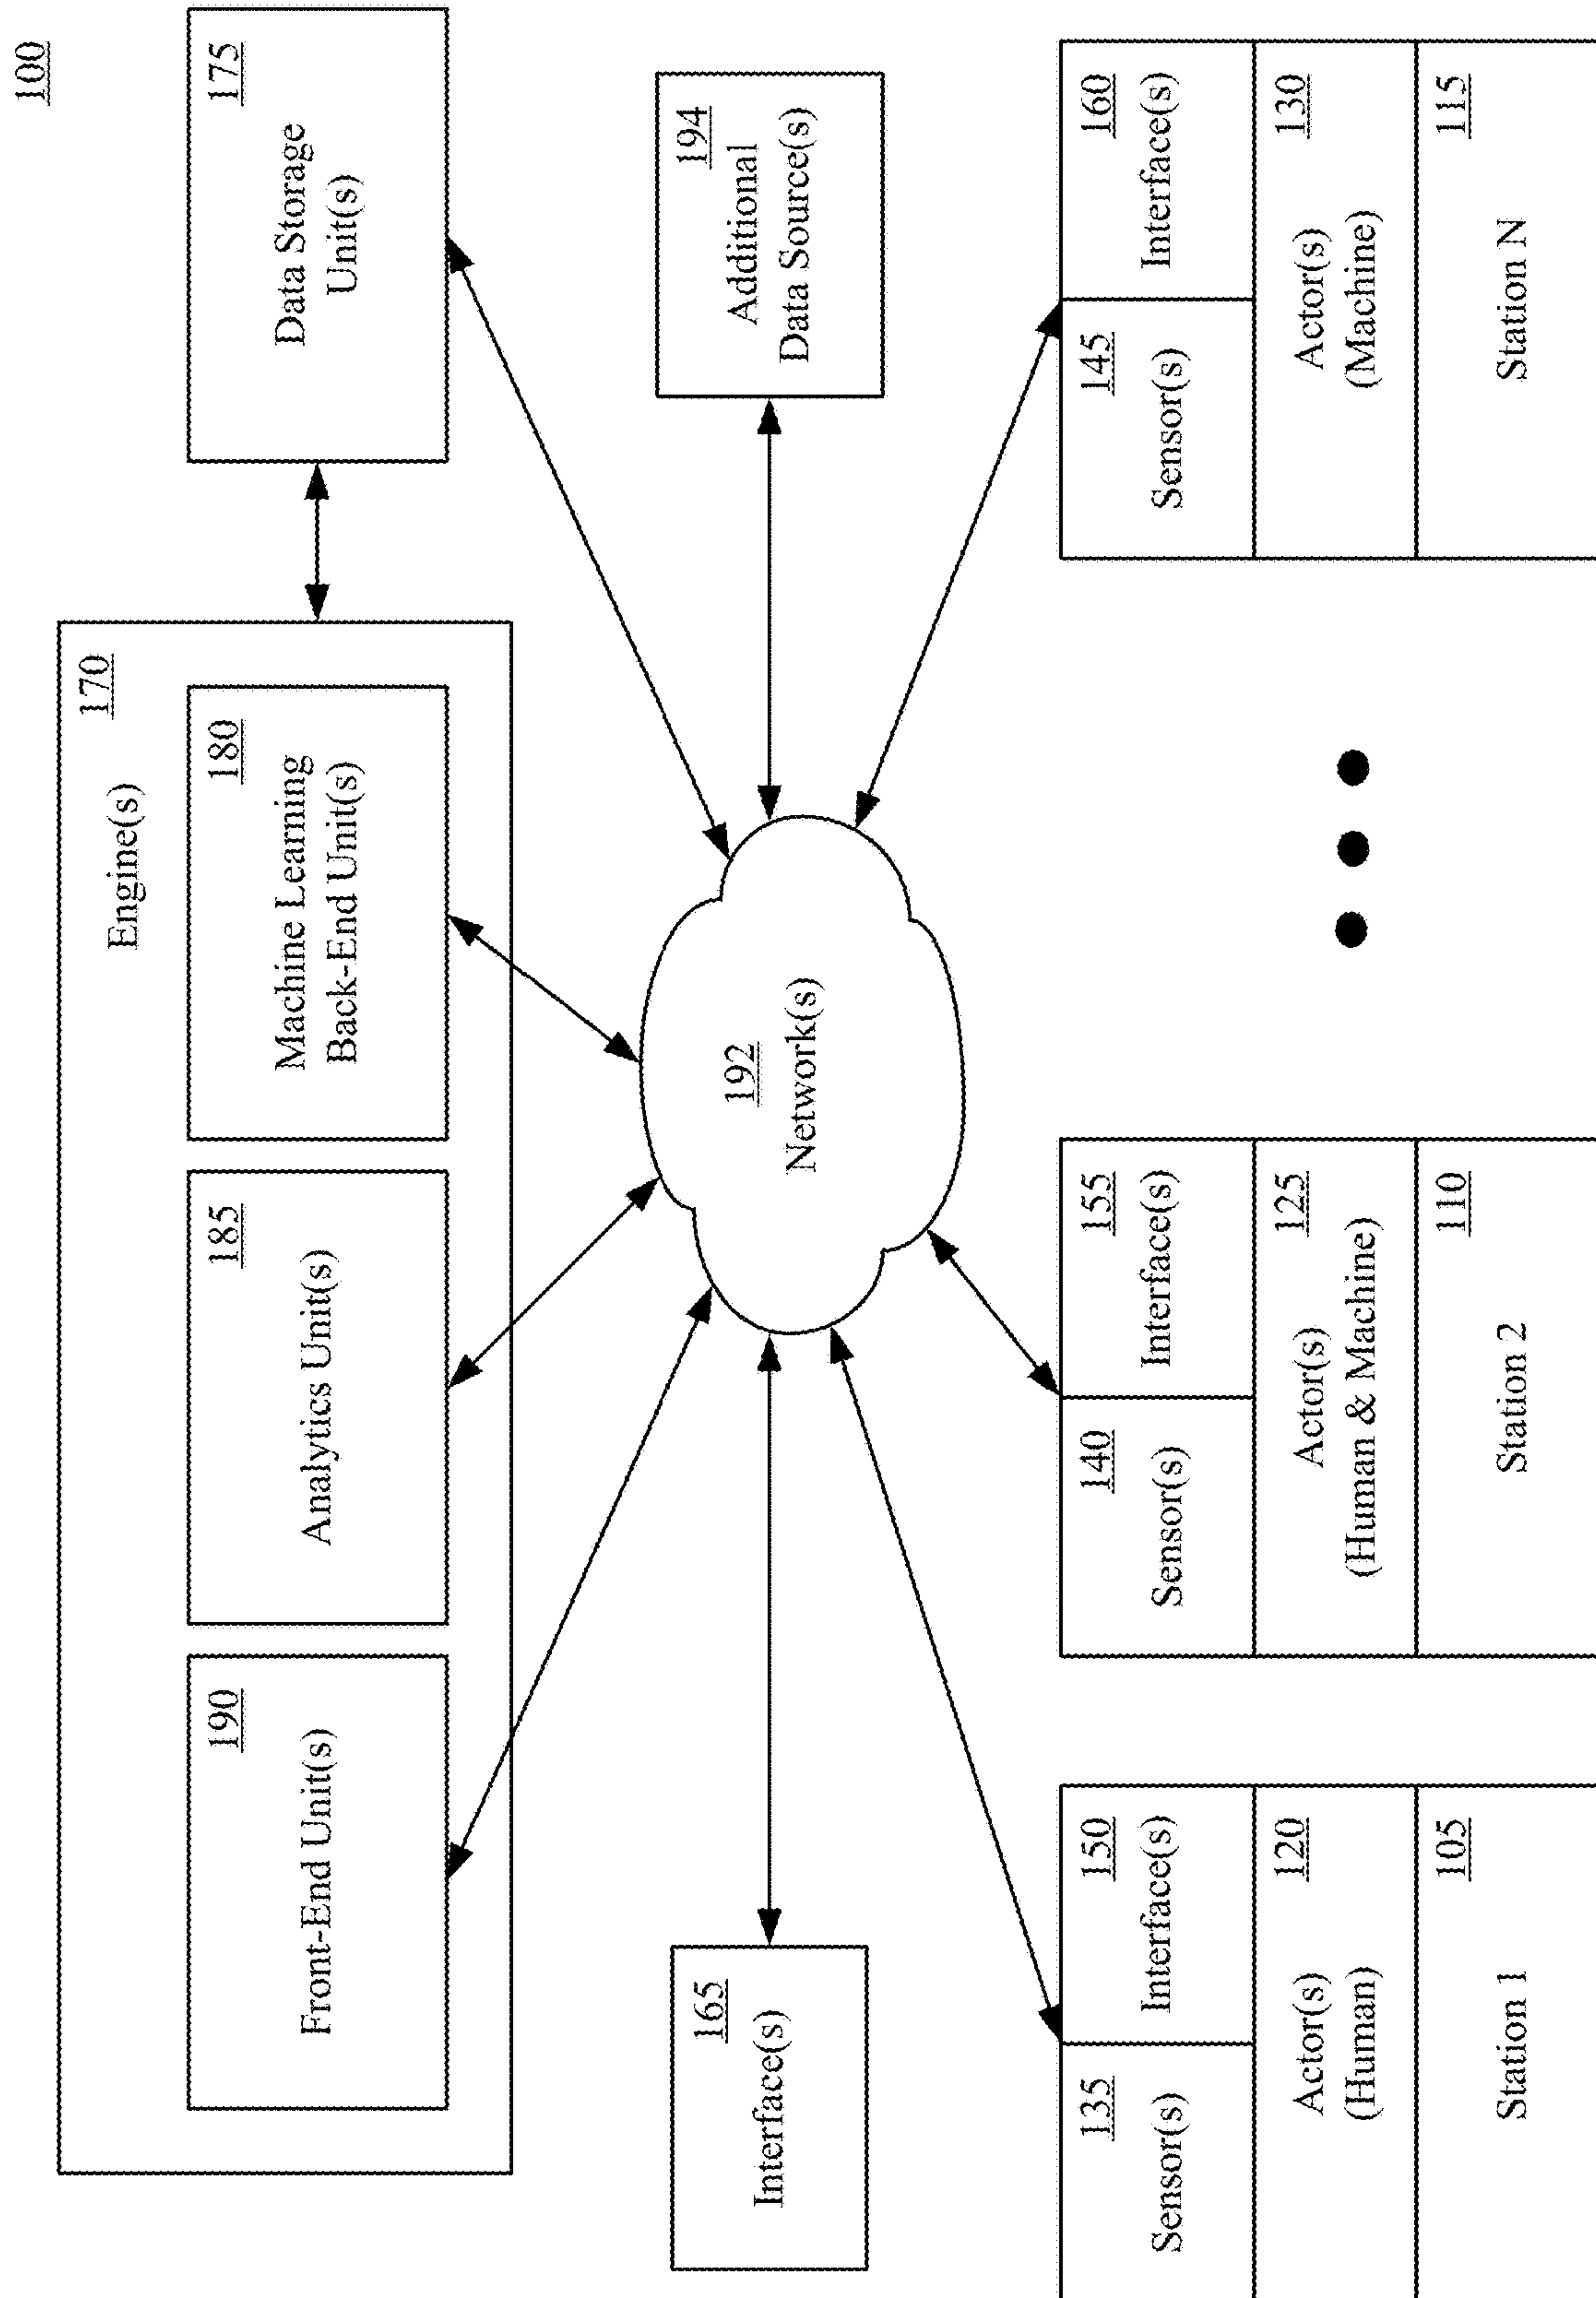 100
Engine(s)
170
Front-End Unit(s)
190
Analytics Unit(s)
185
Machine Learning
Back-End Unit(s)
180
Data Storage
Unit(s)
175
Interface(s)
165
192
Network(s)
Additional
Data Source(s)
194
Sensor(s)
135
Interface(s)
150
Actor(s)
(Human)
120
Station 1
105
Sensor(s)
140
Interface(s)
155
Actor(s)
(Human & Machine)
125
Station 2
110
Sensor(s)
145
Interface(s)
160
Actor(s)
(Machine)
130
Station N
115